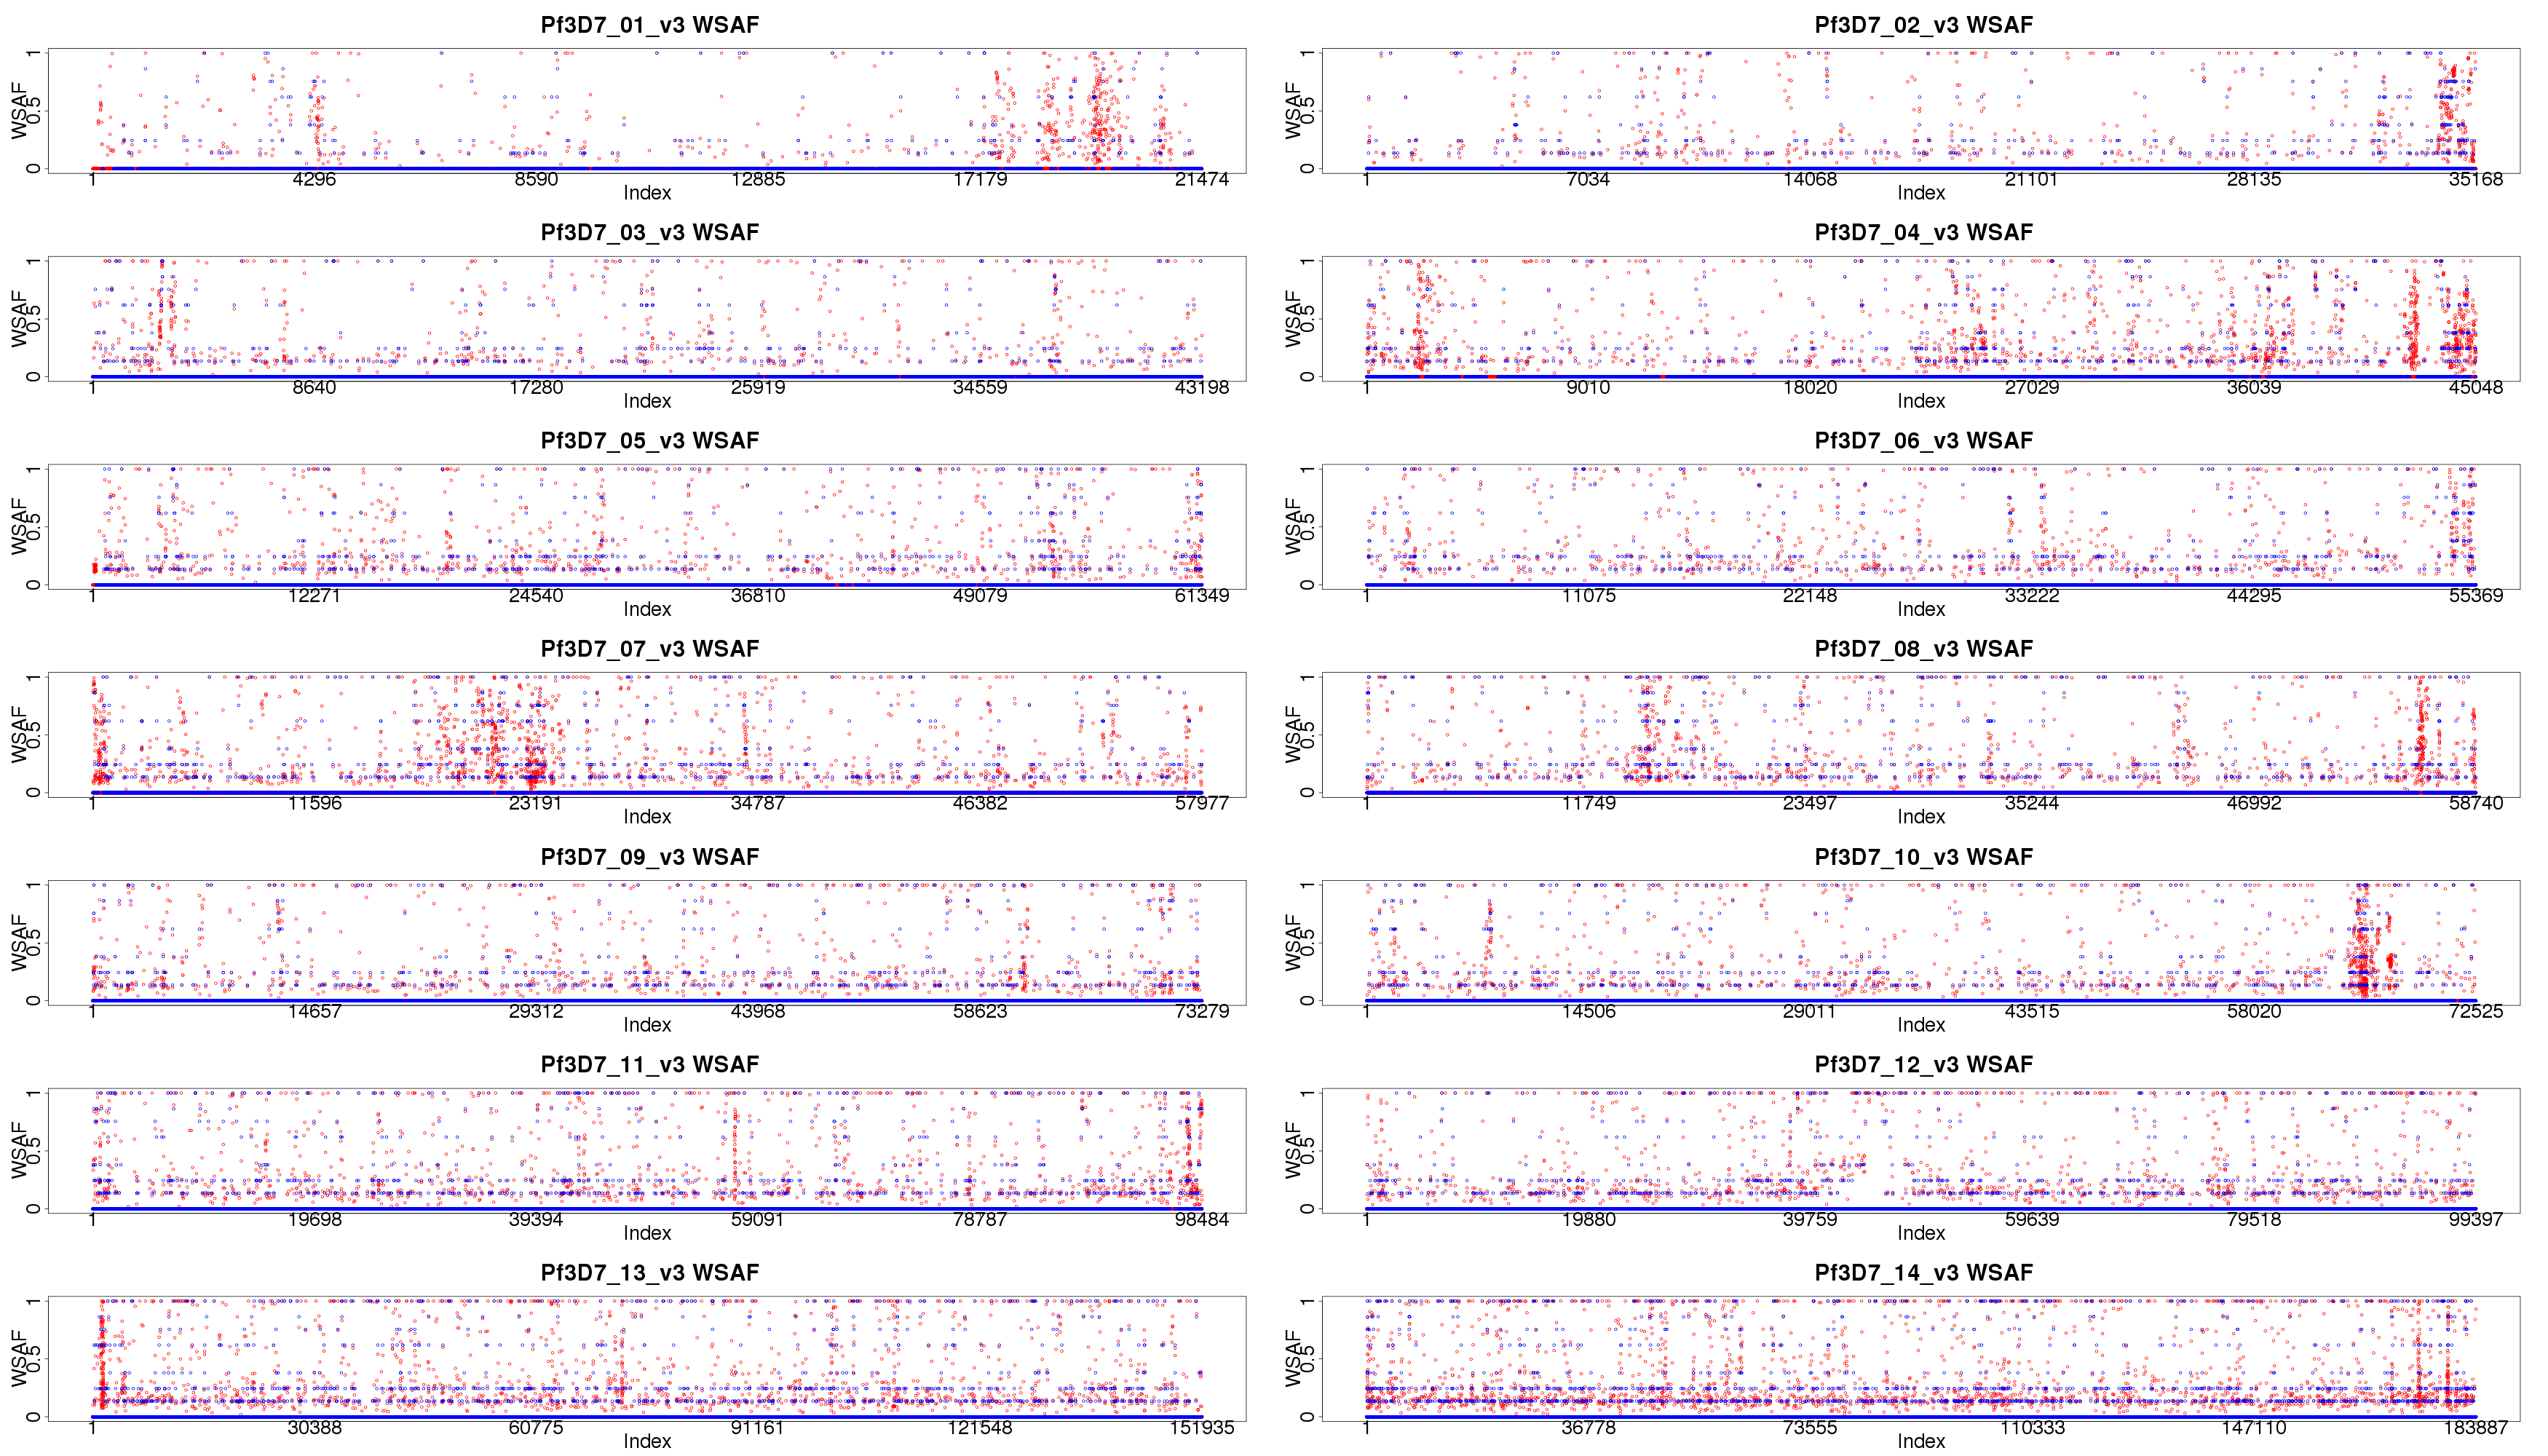 Pf3D7_01_v3 WSAF
WSAF
0 0.5 1
1 4296 8590 12885 17179 21474
Index
Pf3D7_02_v3 WSAF
WSAF
0 0.5 1
1 7034 14068 21101 28135 35168
Index
Pf3D7_03_v3 WSAF
WSAF
0 0.5 1
1 8640 17280 25919 34559 43198
Index
Pf3D7_04_v3 WSAF
WSAF
0 0.5 1
1 9010 18020 27029 36039 45048
Index
Pf3D7_05_v3 WSAF
WSAF
0 0.5 1
1 12271 24540 36810 49079 61349
Index
Pf3D7_06_v3 WSAF
WSAF
0 0.5 1
1 11075 22148 33222 44295 55369
Index
Pf3D7_07_v3 WSAF
WSAF
0 0.5 1
1 11596 23191 34787 46382 57977
Index
Pf3D7_08_v3 WSAF
WSAF
0 0.5 1
1 11749 23497 35244 46992 58740
Index
Pf3D7_09_v3 WSAF
WSAF
0 0.5 1
1 14657 29312 43968 58623 73279
Index
Pf3D7_10_v3 WSAF
WSAF
0 0.5 1
1 14506 29011 43515 58020 72525
Index
Pf3D7_11_v3 WSAF
WSAF
0 0.5 1
1 19698 39394 59091 78787 98484
Index
Pf3D7_12_v3 WSAF
WSAF
0 0.5 1
1 19880 39759 59639 79518 99397
Index
Pf3D7_13_v3 WSAF
WSAF
0 0.5 1
1 30388 60775 91161 121548 151935
Index
Pf3D7_14_v3 WSAF
WSAF
0 0.5 1
1 36778 73555 110333 147110 183887
Index